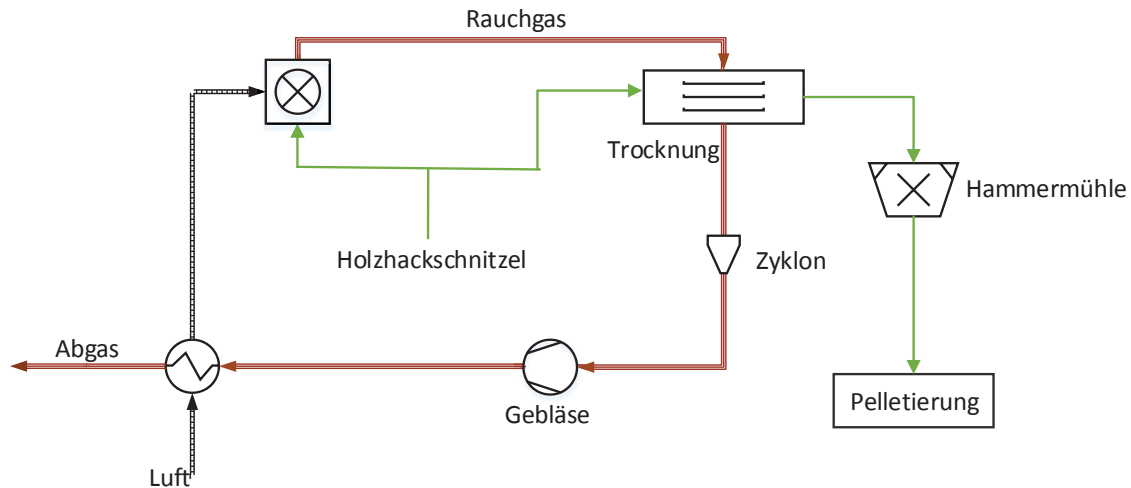 Rauchgas
Trocknung
Hammermühle
Holzhackschnitzel
Zyklon
Abgas
Gebläse
Pelletierung
Luft